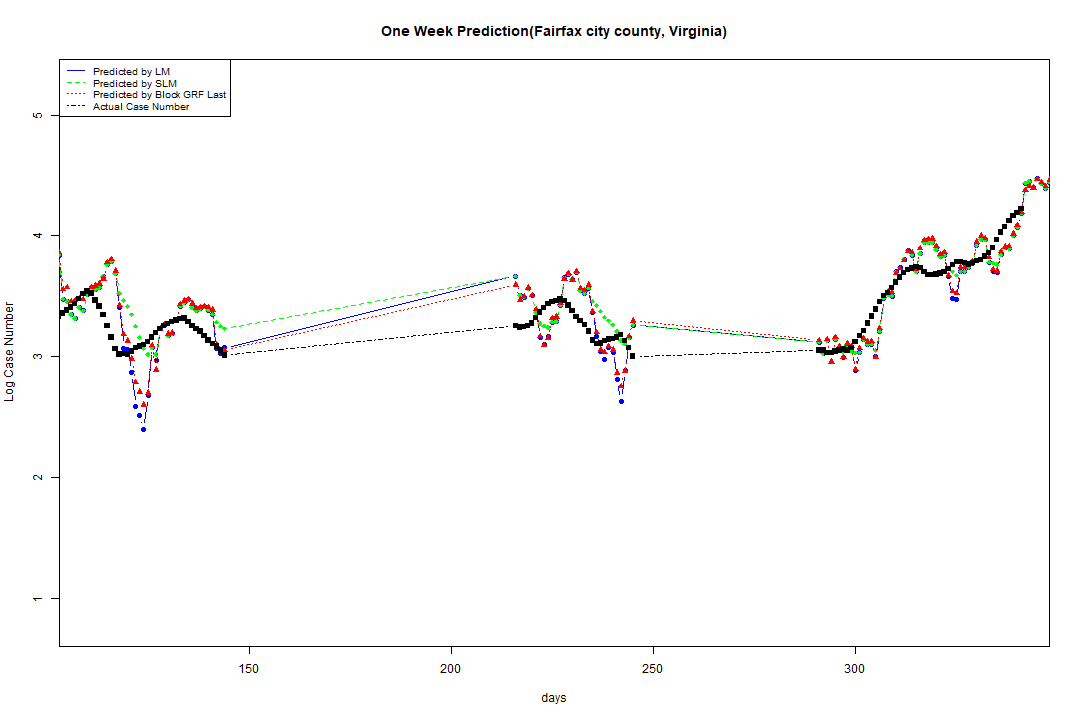 One Week Prediction(Fairfax city county, Virginia)
Predicted by LM
Predicted by SLM
Predicted by Block GRF Last
Actual Case Number
5
4
3
2
1
Log Case Number
150
200
250
300
days